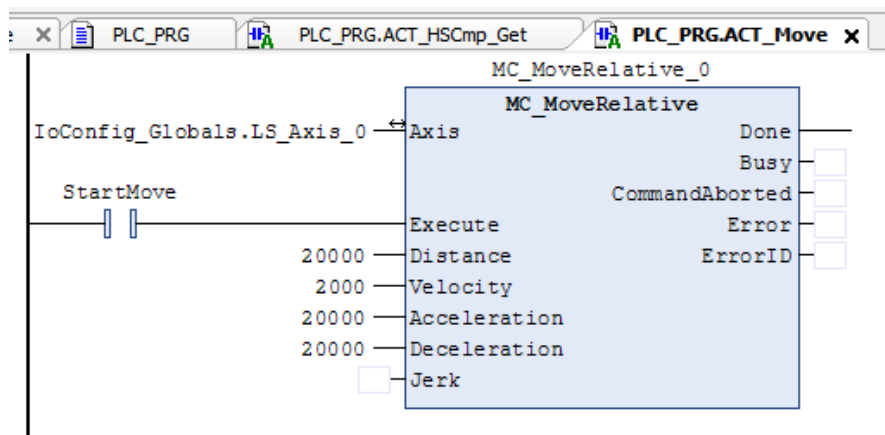 PLC_PRG PLC_PRG.ACT_HSCmp_Get PLC_PRG.ACT_Move
MC_MoveRelative_0
MC_MoveRelative
IoConfig_Globals.LS_Axis_0 Axis Done
Busy
StartMove CommandAborted
Execute Error
20000 Distance ErrorID
2000 Velocity
20000 Acceleration
20000 Deceleration
Jerk